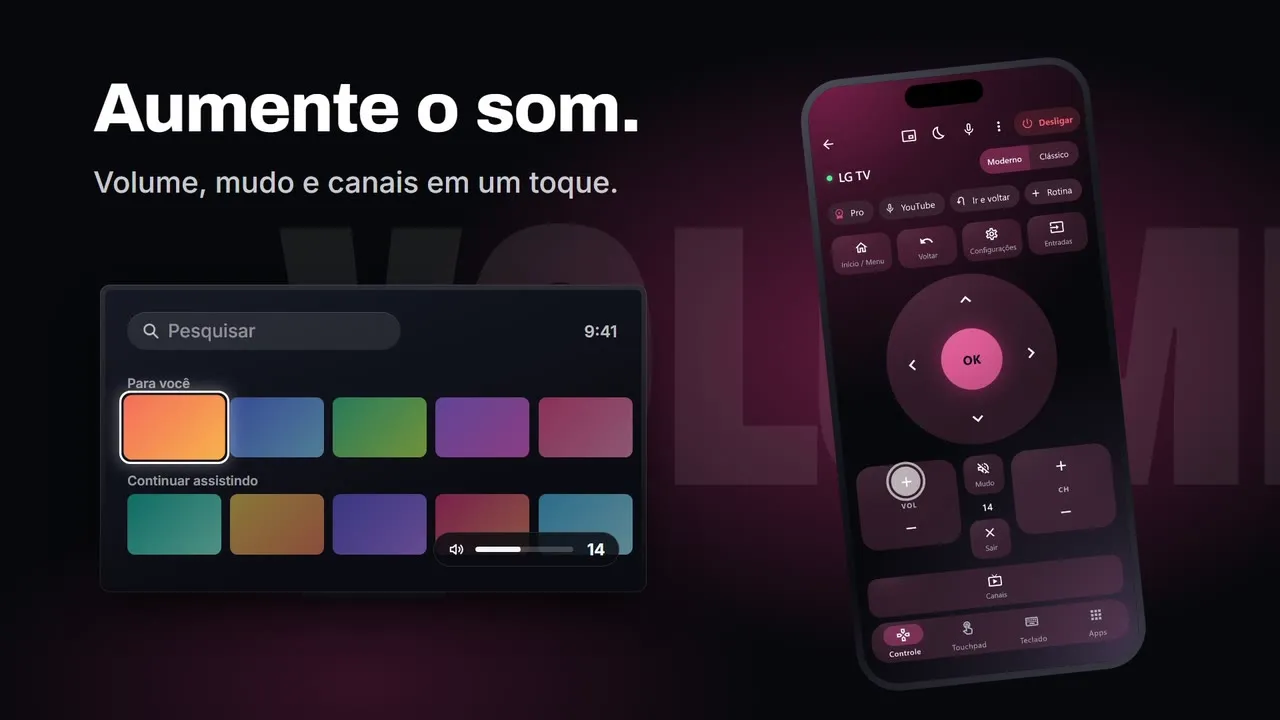 Aumente o som.
Volume, mudo e canais em um toque.
Pesquisar
9:41
Para você
Continuar assistindo
14
Desligar
LG TV
Moderno
Clássico
Pro
YouTube
Ir e voltar
+ Rotina
Início / Menu
Voltar
Configurações
Entradas
OK
+
VOL
−
Mudo
14
Sair
+
CH
−
Canais
Controle
Touchpad
Teclado
Apps